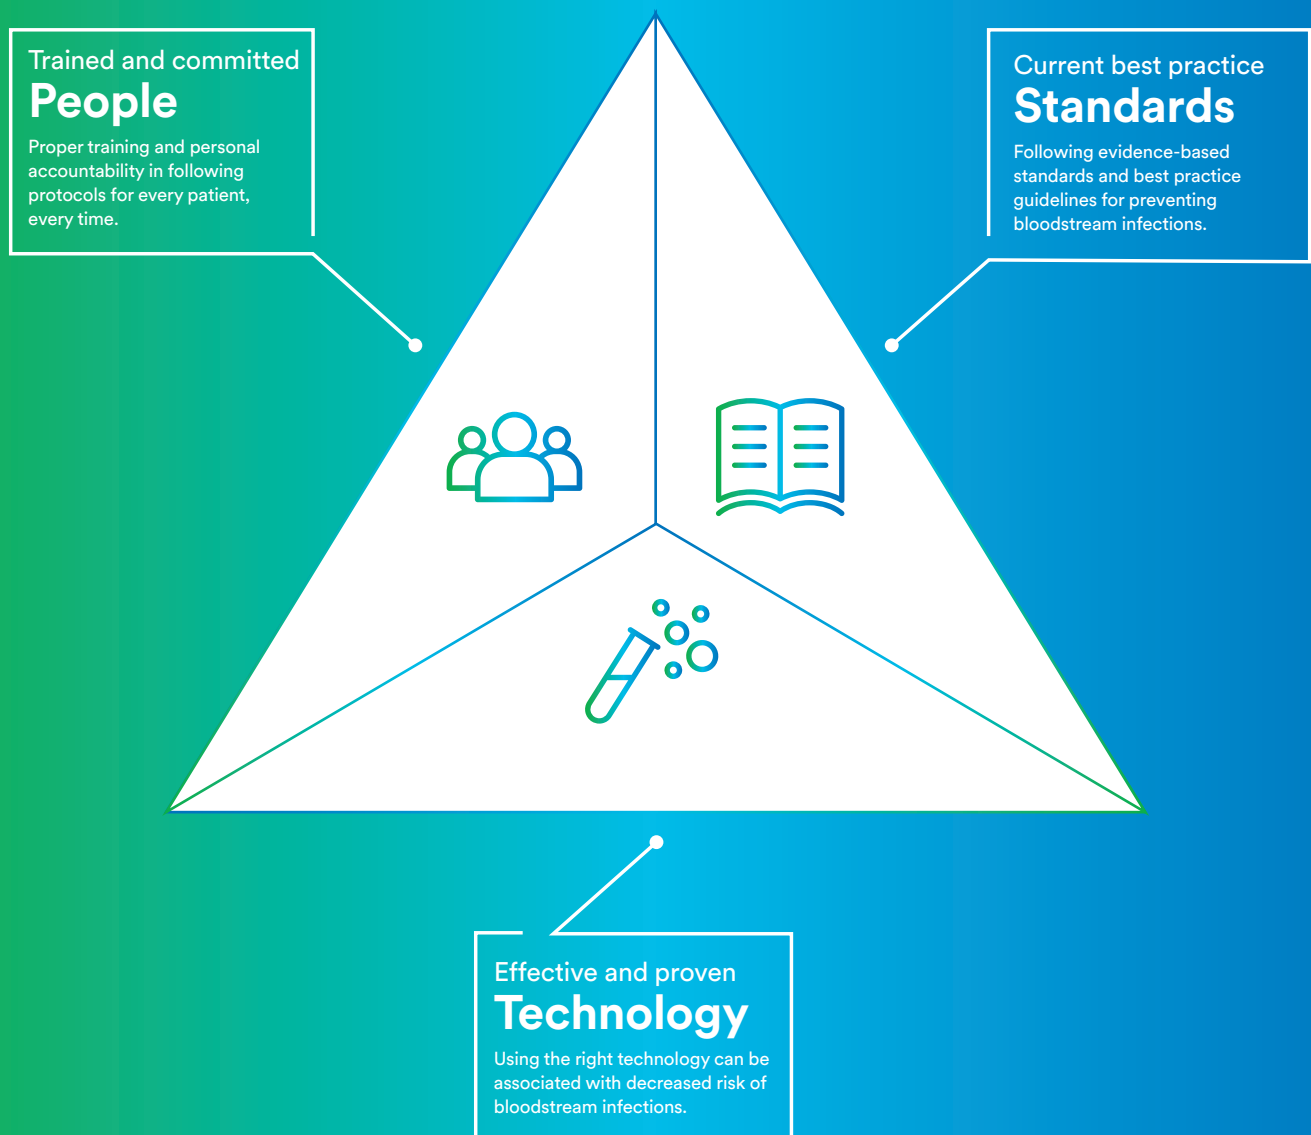 Trained and committed
People
Proper training and personal
accountability in following
protocols for every patient,
every time.
Current best practice
Standards
Following evidence-based
standards and best practice
guidelines for preventing
bloodstream infections.
Effective and proven
Technology
Using the right technology can be
associated with decreased risk of
bloodstream infections.